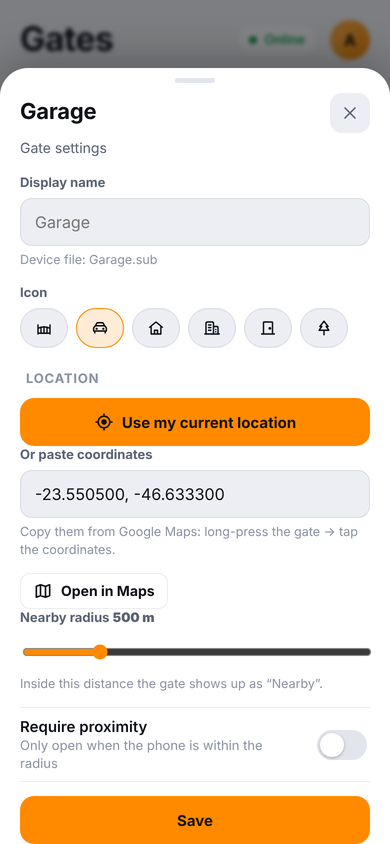 Gates
Online
A
Garage
Gate settings
Display name
Garage
Device file: Garage.sub
Icon
LOCATION
Use my current location
Or paste coordinates
-23.550500, -46.633300
Copy them from Google Maps: long-press the gate → tap
the coordinates.
Open in Maps
Nearby radius 500 m
Inside this distance the gate shows up as “Nearby”.
Require proximity
Only open when the phone is within the
radius
Save